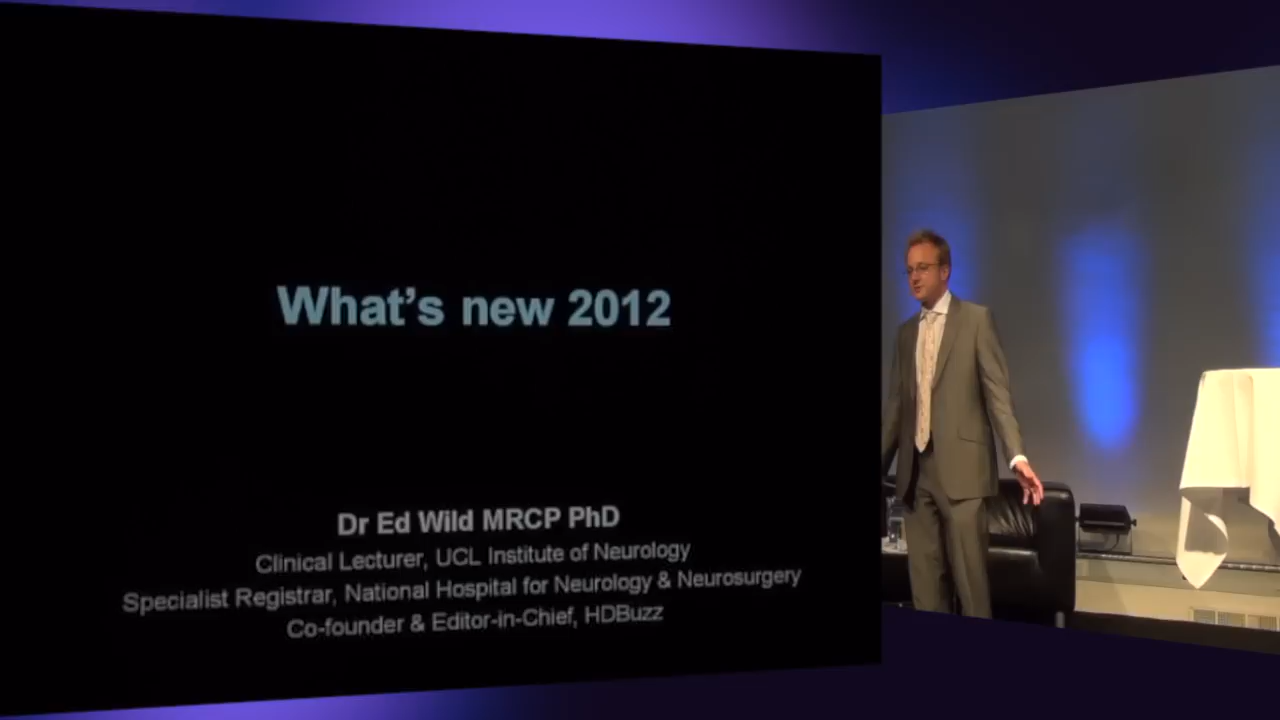 What's new 2012
Dr Ed Wild MRCP PhD
Clinical Lecturer, UCL Institute of Neurology
Specialist Registrar, National Hospital for Neurology & Neurosurgery
Co-founder & Editor-in-Chief, HDBuzz